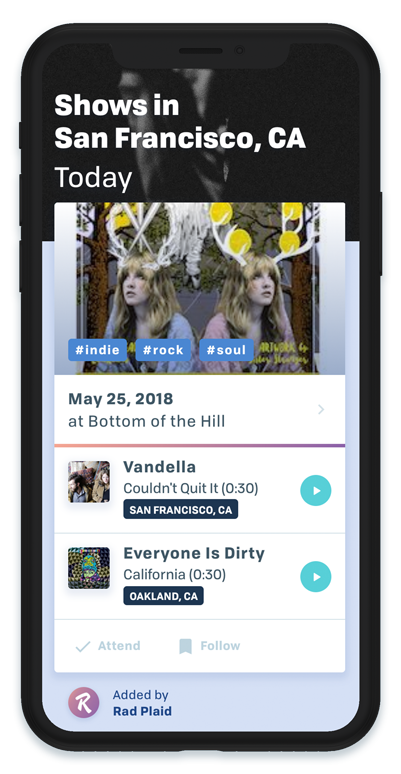 Shows in
San Francisco, CA
Today
#indie #rock #soul
ARTWORK
May 25, 2018
at Bottom of the Hill
Vandella
Couldn't Quit It (0:30)
SAN FRANCISCO, CA
Everyone Is Dirty
California (0:30)
OAKLAND, CA
Attend Follow
R
Added by
Rad Plaid